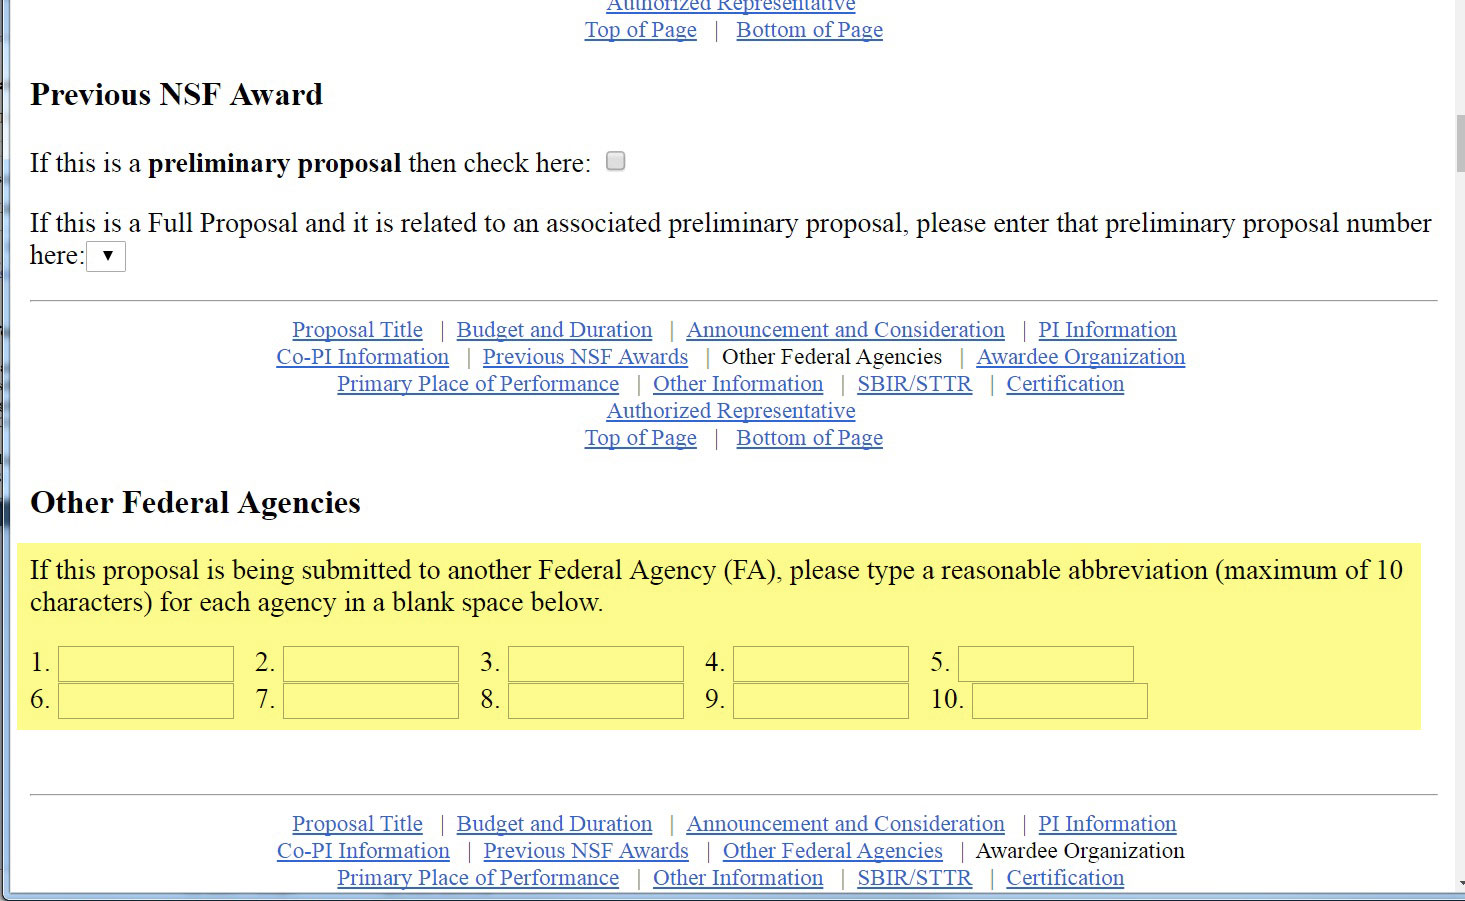 Authorized Representative
Top of Page | Bottom of Page
Previous NSF Award
If this is a preliminary proposal then check here:
If this is a Full Proposal and it is related to an associated preliminary proposal, please enter that preliminary proposal number
here:
Proposal Title | Budget and Duration | Announcement and Consideration | PI Information
Co-PI Information | Previous NSF Awards | Other Federal Agencies | Awardee Organization
Primary Place of Performance | Other Information | SBIR/STTR | Certification
Authorized Representative
Top of Page | Bottom of Page
Other Federal Agencies
If this proposal is being submitted to another Federal Agency (FA), please type a reasonable abbreviation (maximum of 10
characters) for each agency in a blank space below.
1. 2. 3. 4. 5.
6. 7. 8. 9. 10.
Proposal Title | Budget and Duration | Announcement and Consideration | PI Information
Co-PI Information | Previous NSF Awards | Other Federal Agencies | Awardee Organization
Primary Place of Performance | Other Information | SBIR/STTR | Certification